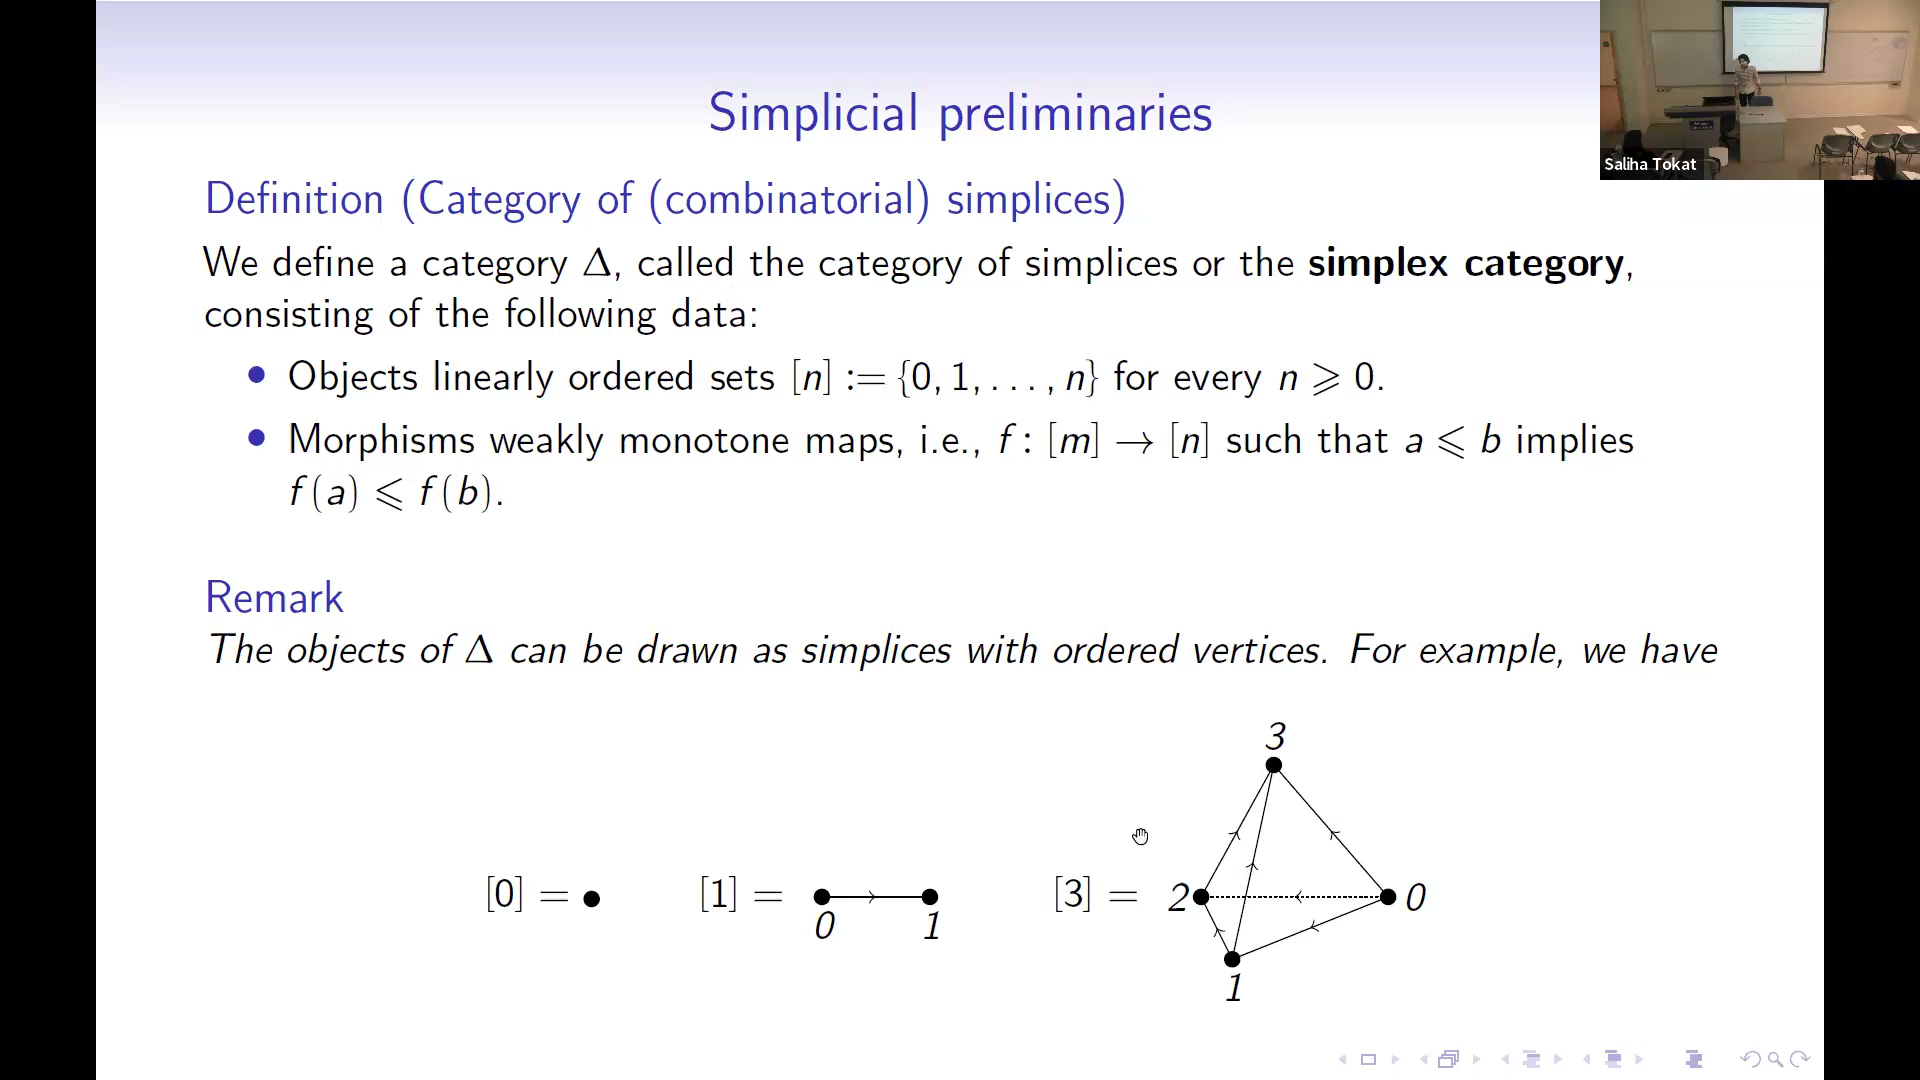 Simplicial preliminaries
Saliha Tokat
Definition (Category of (combinatorial) simplices)
We define a category Δ, called the category of simplices or the simplex category,
consisting of the following data:
• Objects linearly ordered sets [n] := {0, 1, . . . , n} for every n ⩾ 0.
• Morphisms weakly monotone maps, i.e., f : [m] → [n] such that a ⩽ b implies
f(a) ⩽ f(b).
Remark
The objects of Δ can be drawn as simplices with ordered vertices. For example, we have
3
[0] =
[1] =
[3] =
2
0
0
1
1